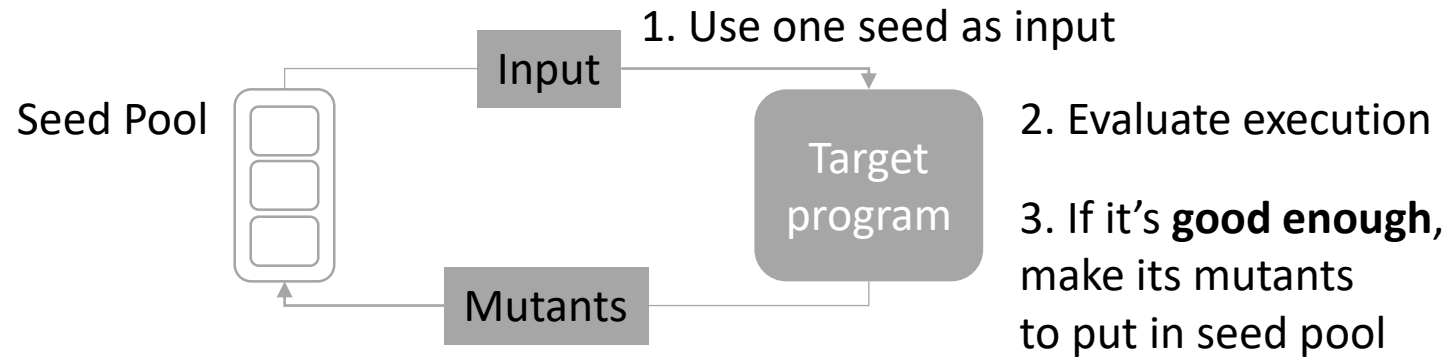 1. Use one seed as input
Input
Seed Pool
Target
program
2. Evaluate execution
3. If it’s good enough,
make its mutants
to put in seed pool
Mutants